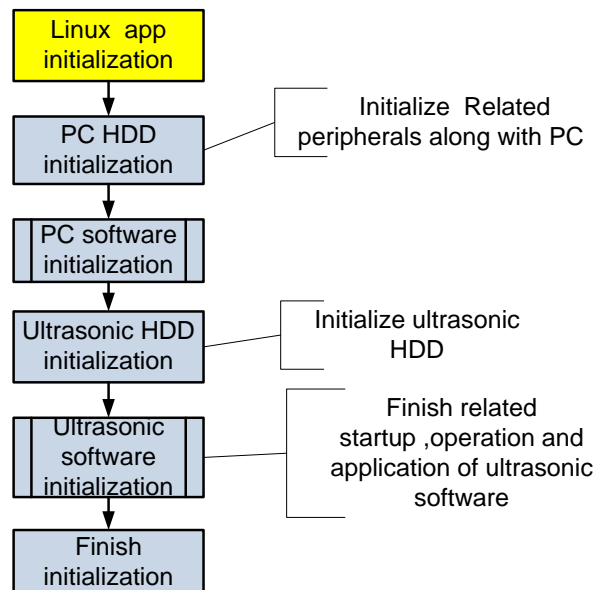 Linux app
initialization
PC HDD
initialization
Initialize Related
peripherals along with PC
PC software
initialization
Ultrasonic HDD
initialization
Initialize ultrasonic
HDD
Ultrasonic
software
initialization
Finish related
startup ,operation and
application of ultrasonic
software
Finish
initialization